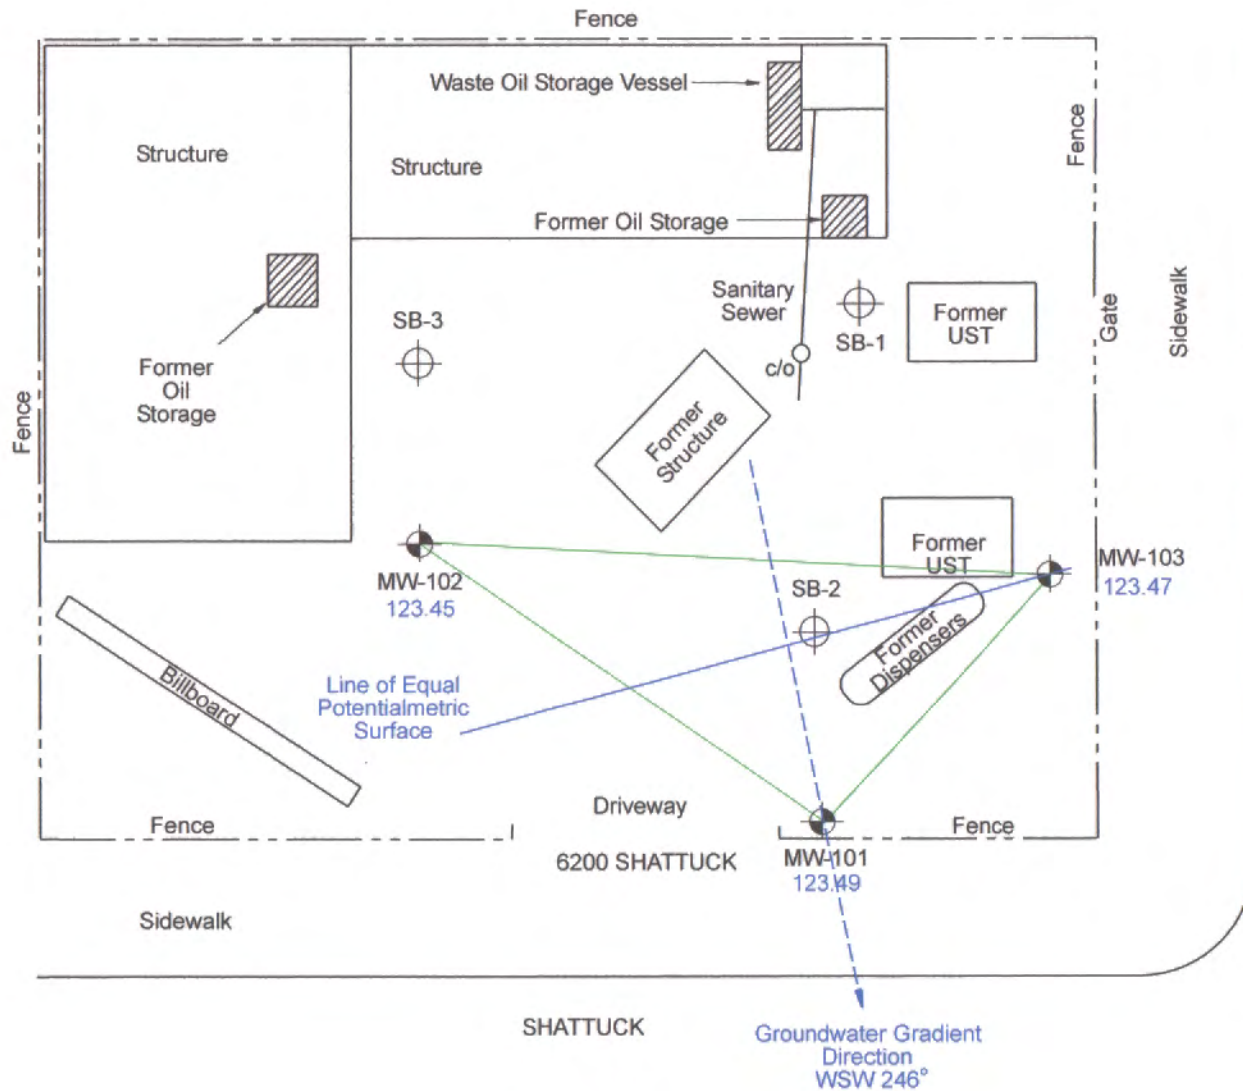 Fence
Waste Oil Storage Vessel
Structure
Structure
Fence
Former Oil Storage
Sanitary
Sewer
SB-1
Former
UST
Gate
Sidewalk
SB-3
c/o
Former
Oil
Storage
Fence
Former
Structure
MW-102
123.45
Former
UST
MW-103
123.47
SB-2
Former
Dispensers
Billboard
Line of Equal
Potentialmetric
Surface
Driveway
Fence
Fence
6200 SHATTUCK
MW-101
123.49
Sidewalk
SHATTUCK
Groundwater Gradient
Direction
WSW 246°